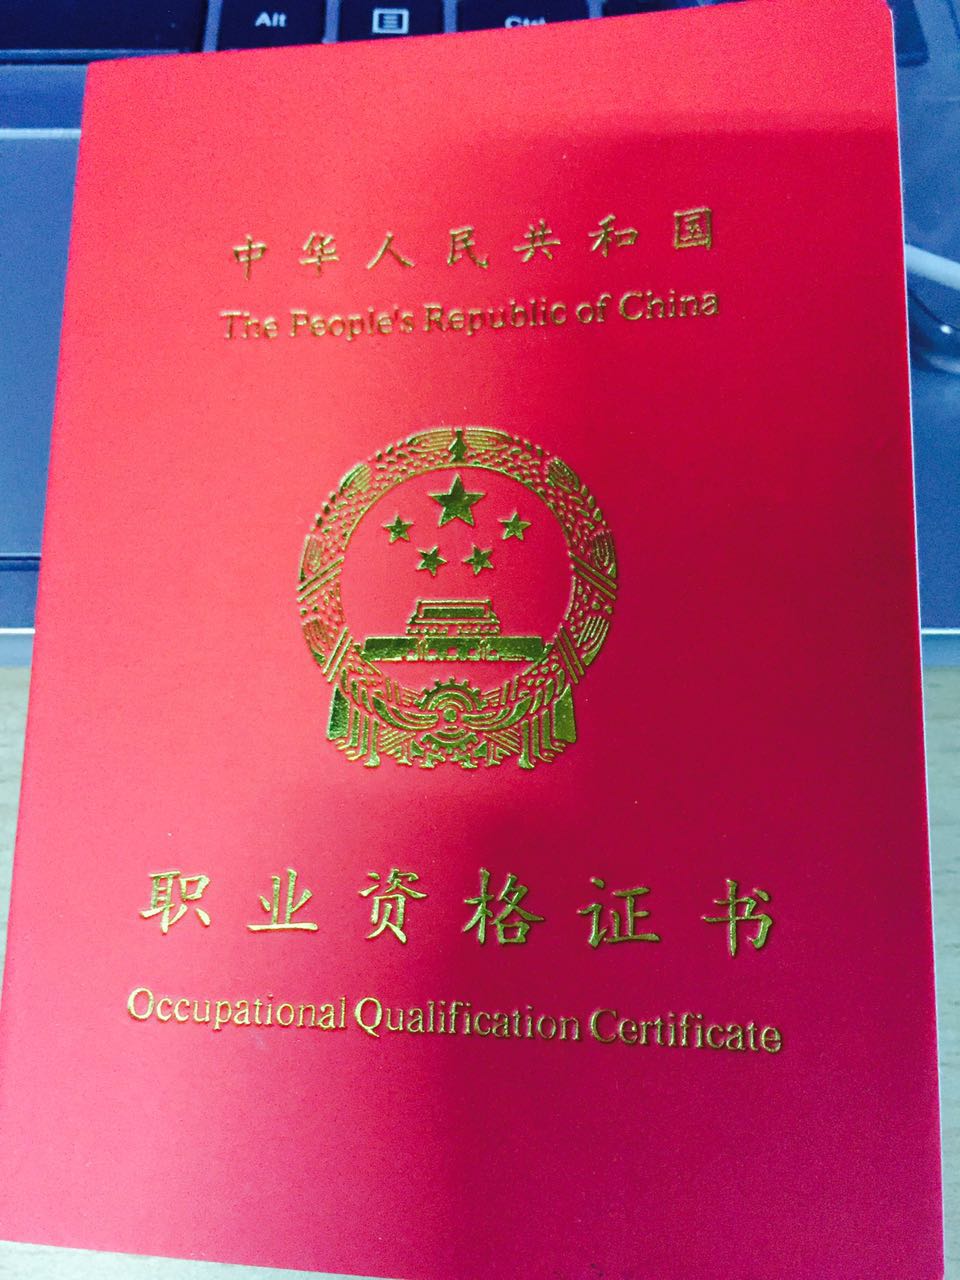 Alt
Ctrl
中华人民共和国
The People's Republic of China
职业资格证书
Occupational Qualification Certificate